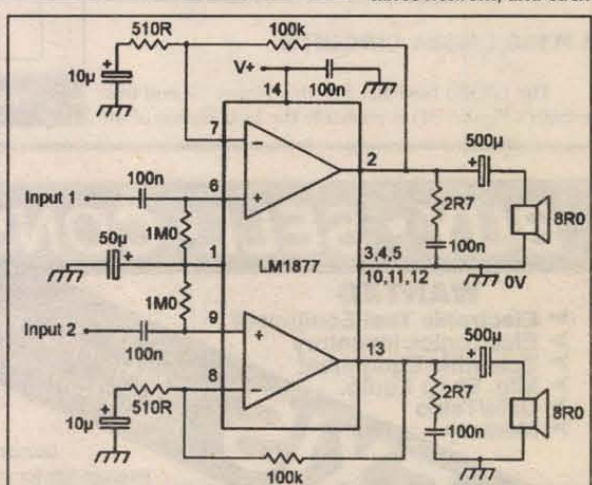 510R
100k
10µ
V+
100n
14
7
2
500µ
Input 1
100n
6
2R7
8R0
100n
1M0
50µ
1
LM1877
3,4,5
10,11,12
0V
1M0
Input 2
9
13
500µ
100n
8
2R7
510R
8R0
10µ
100n
100k